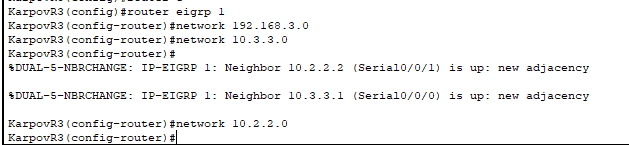 KarpovR3(config)#router eigrp 1
KarpovR3(config-router)#network 192.168.3.0
KarpovR3(config-router)#network 10.3.3.0
KarpovR3(config-router)#
%DUAL-5-NBRCHANGE: IP-EIGRP 1: Neighbor 10.2.2.2 (Serial0/0/1) is up: new adjacency
%DUAL-5-NBRCHANGE: IP-EIGRP 1: Neighbor 10.3.3.1 (Serial0/0/0) is up: new adjacency
KarpovR3(config-router)#network 10.2.2.0
KarpovR3(config-router)#